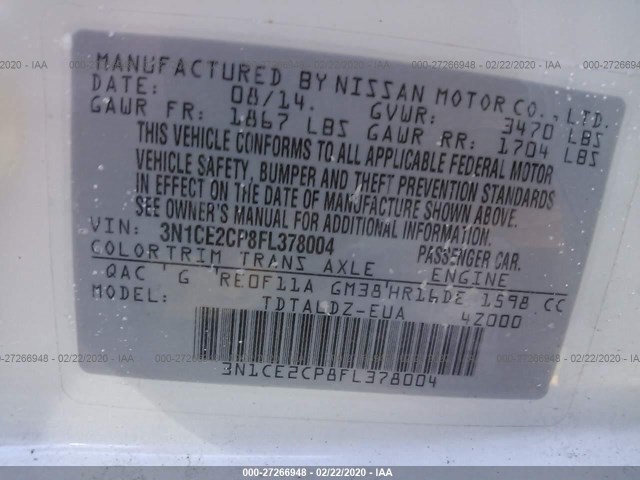 MANUFACTURED BY NISSAN MOTOR CO., LTD.
DATE: 08/14. GVWR: 3470 LBS
GAWR FR: 1867 LBS GAWR RR: 1704 LBS
THIS VEHICLE CONFORMS TO ALL APPLICABLE FEDERAL MOTOR
VEHICLE SAFETY, BUMPER AND THEFT PREVENTION STANDARDS
IN EFFECT ON THE DATE OF MANUFACTURE SHOWN ABOVE.
SEE OWNER'S MANUAL FOR ADDITIONAL INFORMATION.
VIN: 3N1CE2CP8FL378004 PASSENGER CAR.
COLOR TRIM TRANS AXLE ENGINE
QAC G RE0F11A GM38 HR16DE 1598 CC
TDTALDZ-EUA 4Z000
3N1CE2CP8FL378004
000-27266948 - 02/22/2020 - IAA